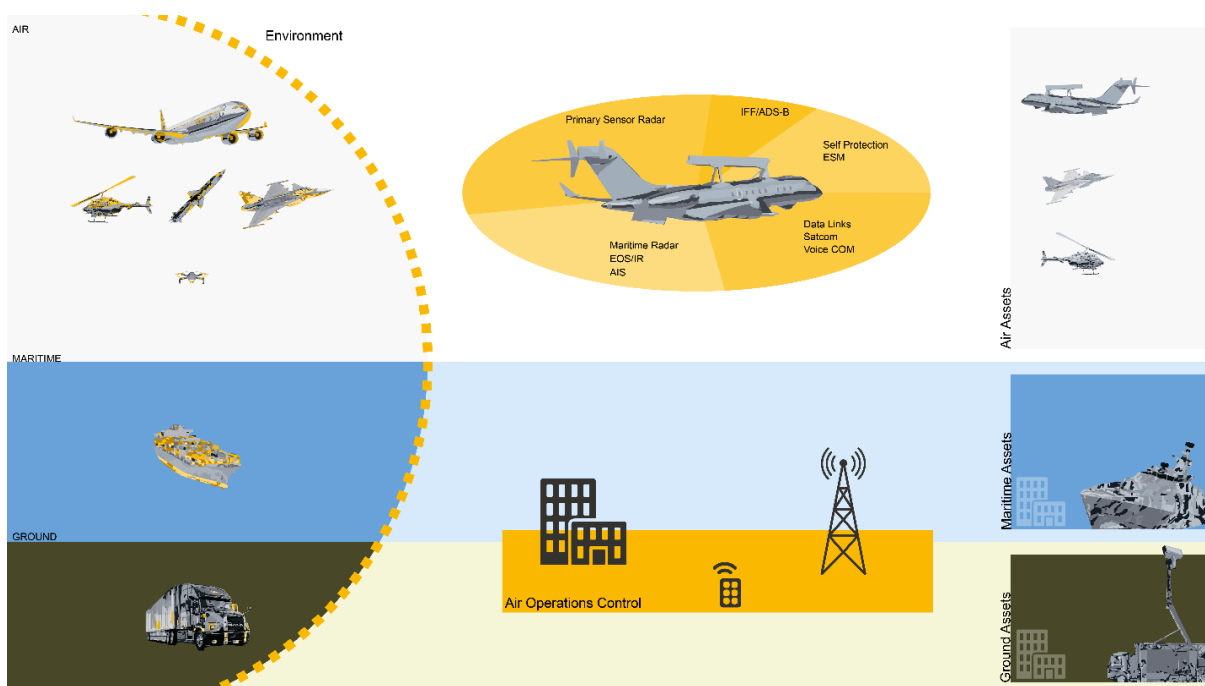 AIR
Environment
Primary Sensor Radar
IFF/ADS-B
Self Protection
ESM
Data Links
Satcom
Voice COM
Maritime Radar
EOS/IR
AIS
Air Assets
MARITIME
Maritime Assets
GROUND
Air Operations Control
Ground Assets